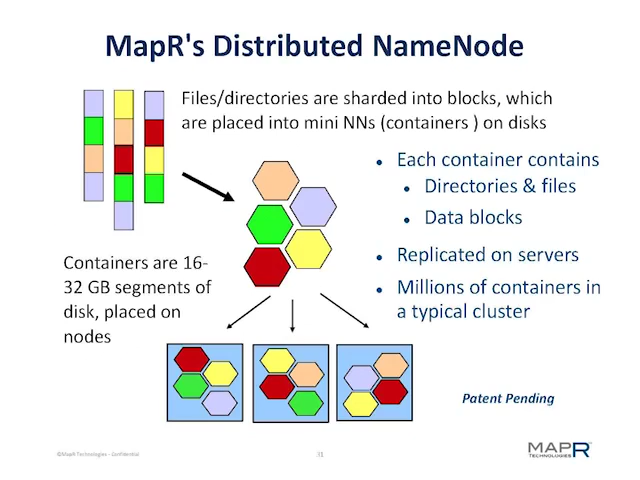 MapR's Distributed NameNode
Files/directories are sharded into blocks, which
are placed into mini NNs (containers ) on disks
Each container contains
Directories & files
Data blocks
Replicated on servers
Millions of containers in
a typical cluster
Containers are 16-
32 GB segments of
disk, placed on
nodes
Patent Pending
©MapR Technologies - Confidential
31
MAPR
TECHNOLOGIES